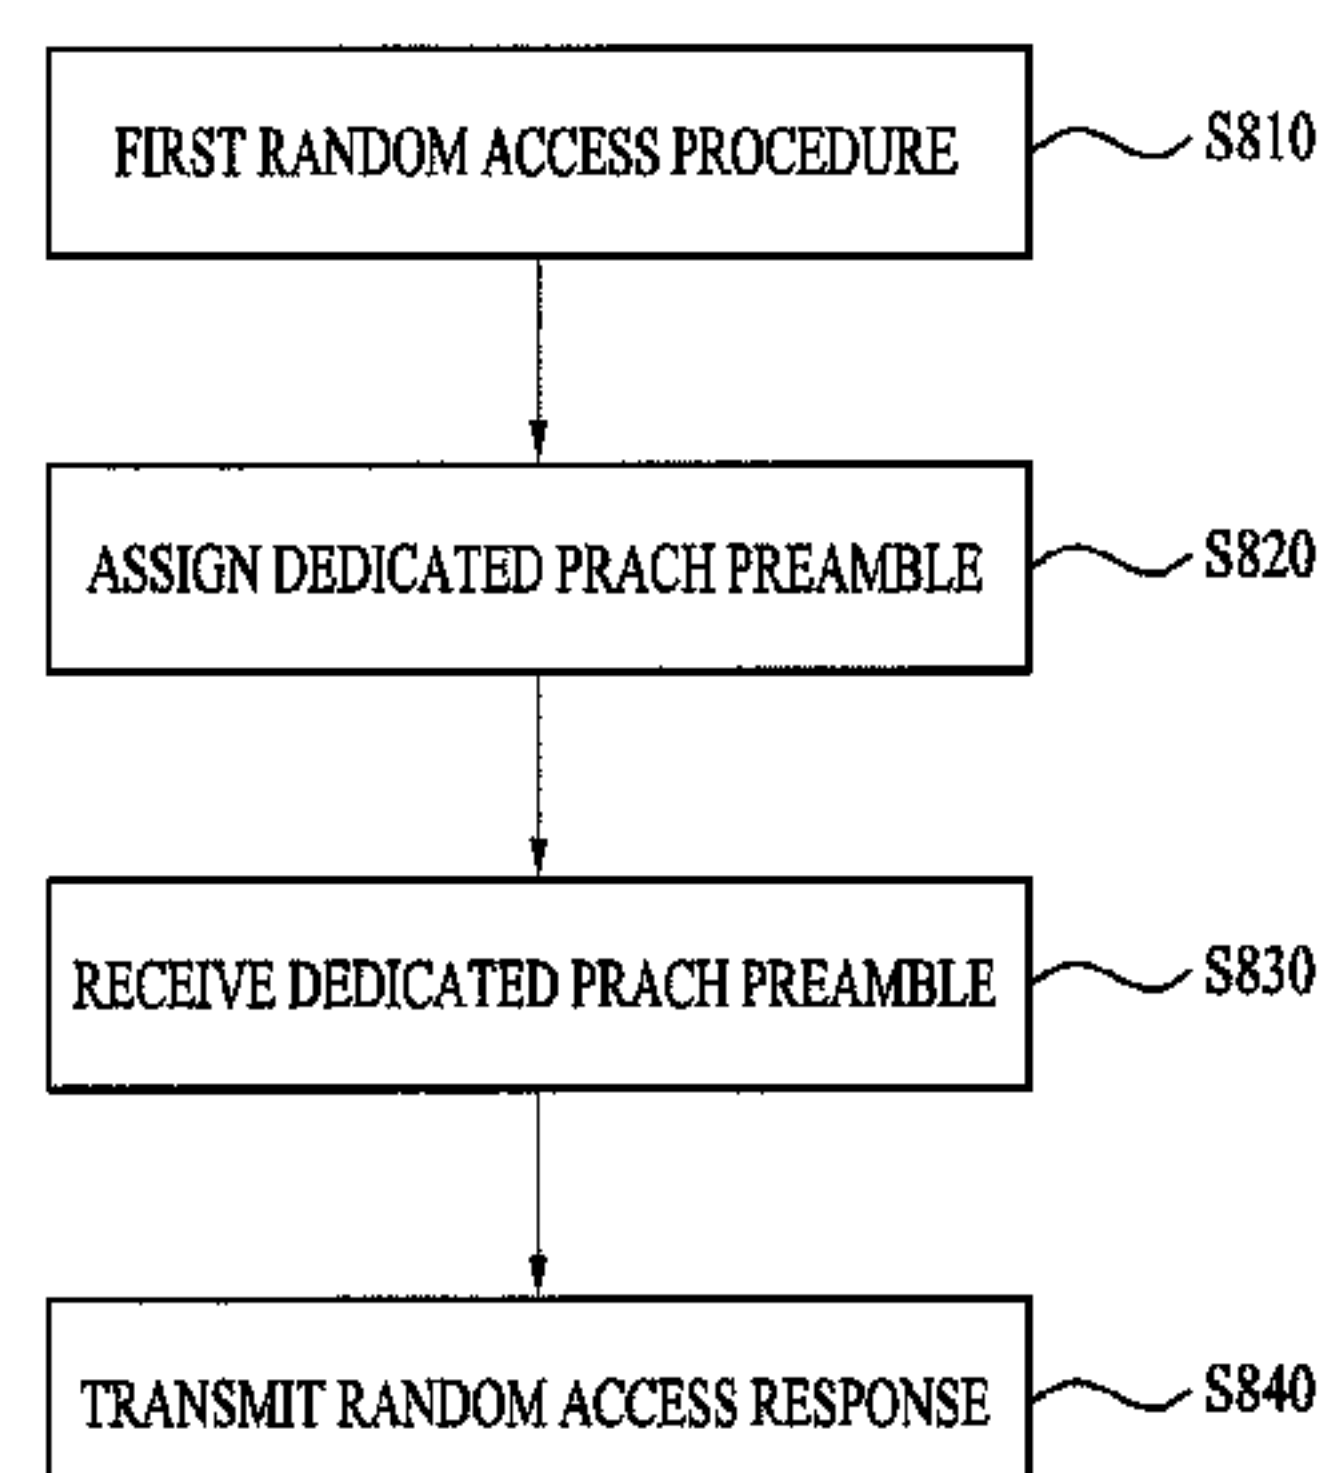 FIRST RANDOM ACCESS PROCEDURE S810
ASSIGN DEDICATED PRACH PREAMBLE S820
RECEIVE DEDICATED PRACH PREAMBLE S830
TRANSMIT RANDOM ACCESS RESPONSE S840